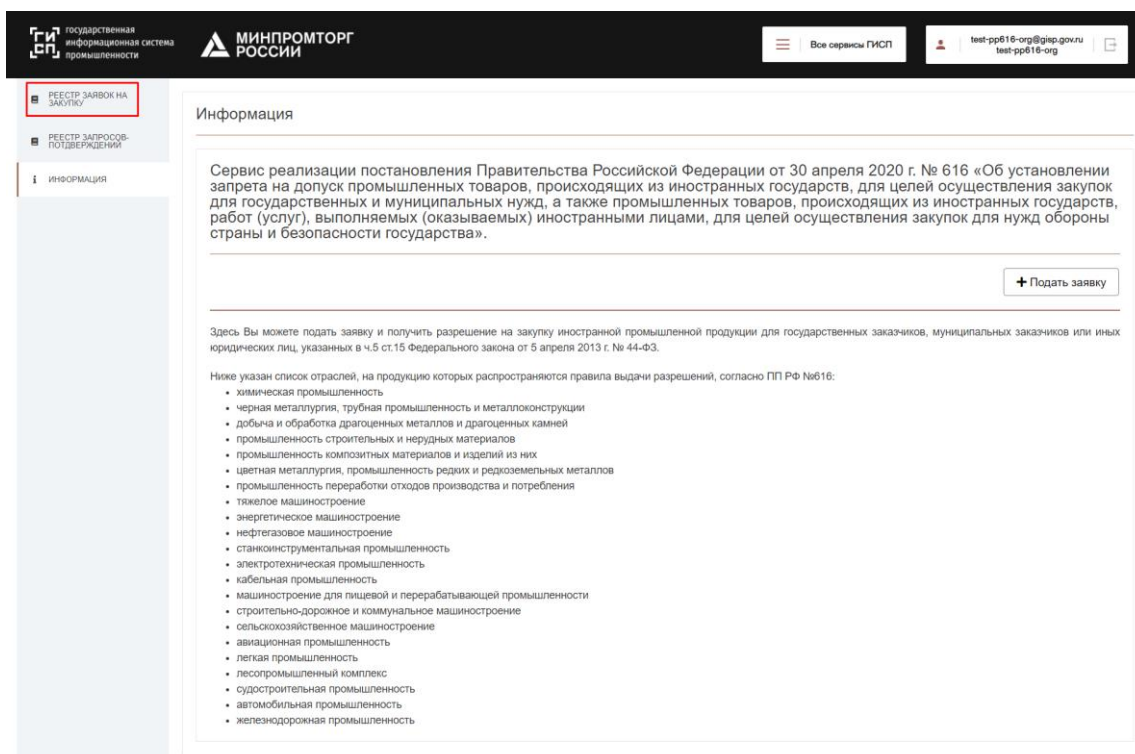 государственная
информационная система
промышленности
МИНПРОМТОРГ
РОССИИ
Все сервисы ГИСП
test-pp616-org@gisp.gov.ru
test-pp616-org
РЕЕСТР ЗАЯВОК НА
ЗАКУПКУ
РЕЕСТР ЗАПРОСОВ-
ПОТДВЕРЖДЕНИЙ
ИНФОРМАЦИЯ
Информация
Сервис реализации постановления Правительства Российской Федерации от 30 апреля 2020 г. № 616 «Об установлении
запрета на допуск промышленных товаров, происходящих из иностранных государств, для целей осуществления закупок
для государственных и муниципальных нужд, а также промышленных товаров, происходящих из иностранных государств,
работ (услуг), выполняемых (оказываемых) иностранными лицами, для целей осуществления закупок для нужд обороны
страны и безопасности государства».
+ Подать заявку
Здесь Вы можете подать заявку и получить разрешение на закупку иностранной промышленной продукции для государственных заказчиков, муниципальных заказчиков или иных
юридических лиц, указанных в ч.5 ст.15 Федерального закона от 5 апреля 2013 г. № 44-ФЗ.
Ниже указан список отраслей, на продукцию которых распространяются правила выдачи разрешений, согласно ПП РФ №616:
• химическая промышленность
• черная металлургия, трубная промышленность и металлоконструкции
• добыча и обработка драгоценных металлов и драгоценных камней
• промышленность строительных и нерудных материалов
• промышленность композитных материалов и изделий из них
• цветная металлургия, промышленность редких и редкоземельных металлов
• промышленность переработки отходов производства и потребления
• тяжелое машиностроение
• энергетическое машиностроение
• нефтегазовое машиностроение
• станкоинструментальная промышленность
• электротехническая промышленность
• кабельная промышленность
• машиностроение для пищевой и перерабатывающей промышленности
• строительно-дорожное и коммунальное машиностроение
• сельскохозяйственное машиностроение
• авиационная промышленность
• легкая промышленность
• лесопромышленный комплекс
• судостроительная промышленность
• автомобильная промышленность
• железнодорожная промышленность